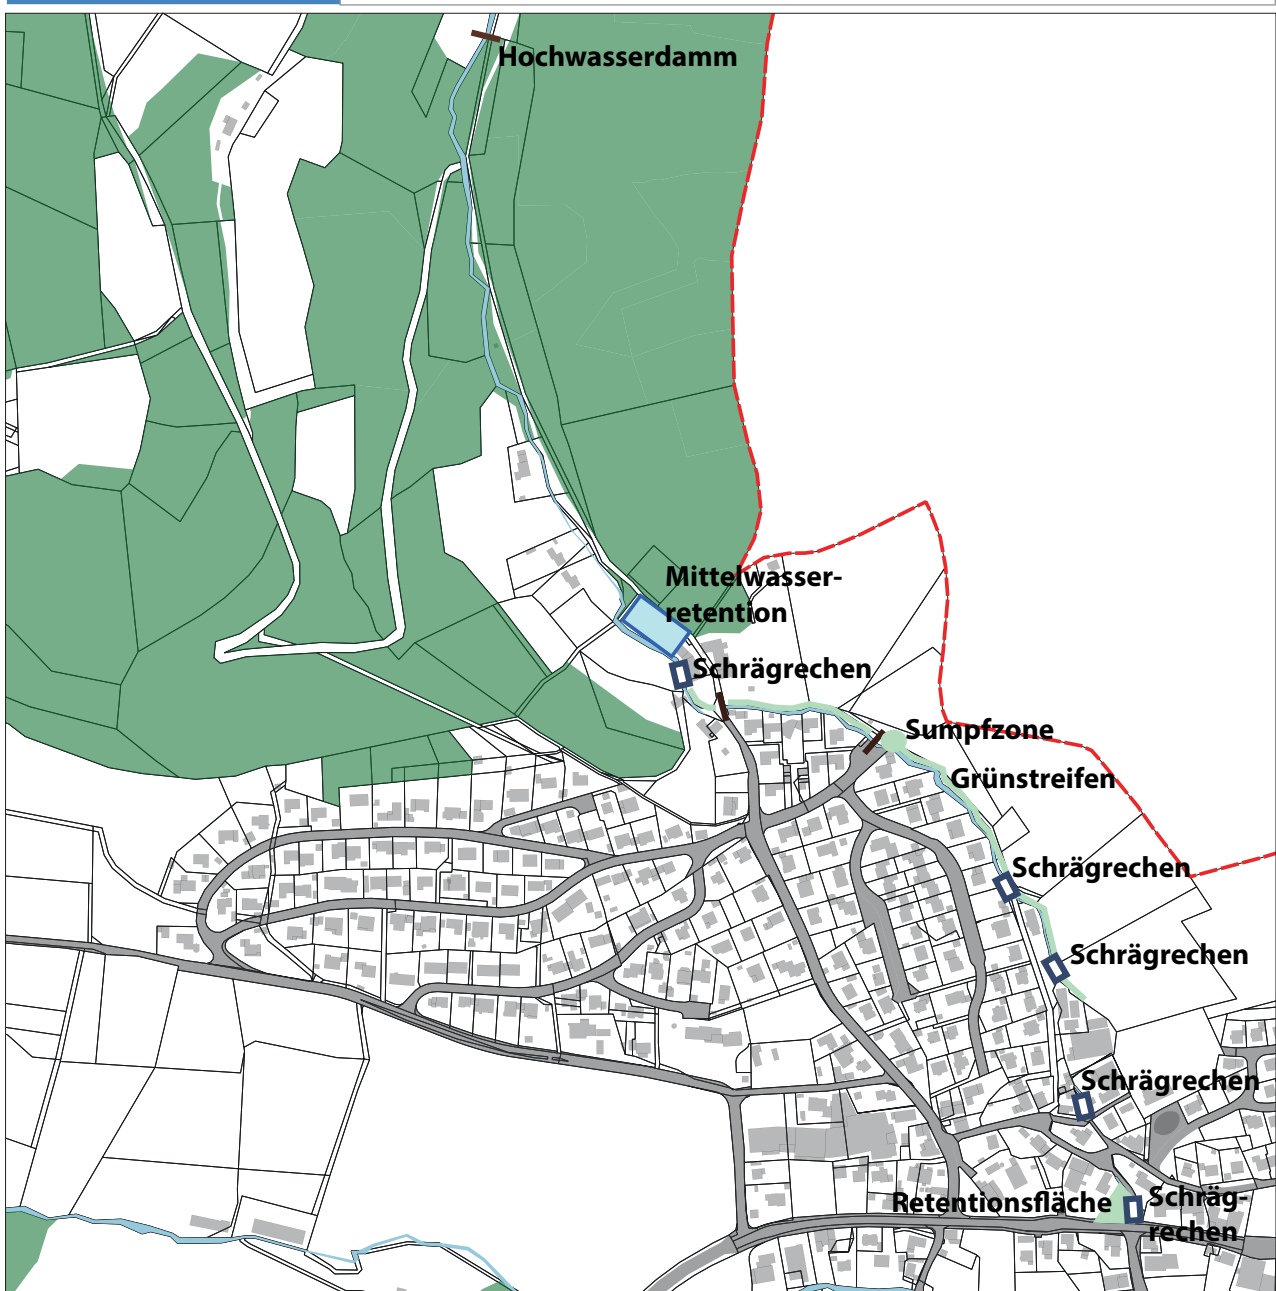 Hochwasserdamm
Mittelwasser-
retention
Schrägrechen
Sumpfzone
Grünstreifen
Schrägrechen
Schrägrechen
Schrägrechen
Retentionsfläche
Schräg-
rechen